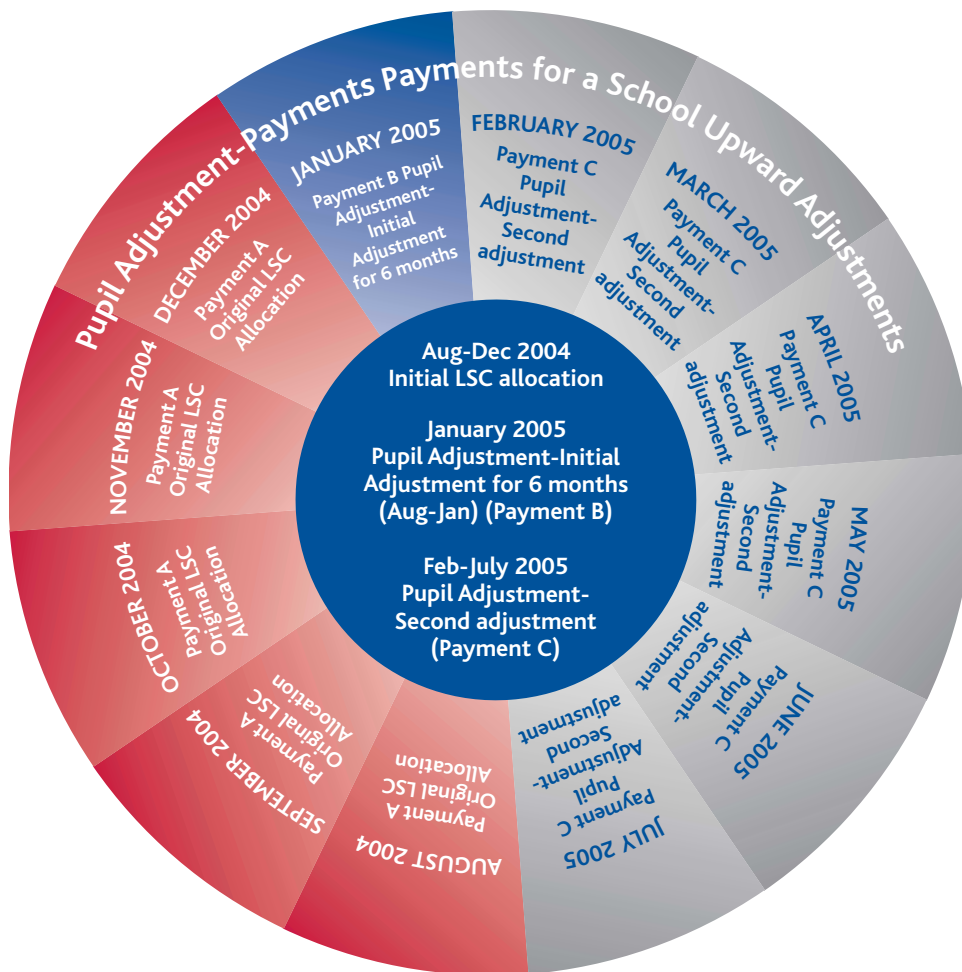 Pupil Adjustment-Payments Payments for a School Upward Adjustments
AUGUST 2004
Payment A
Original LSC
Allocation
SEPTEMBER 2004
Payment A
Original LSC
Allocation
OCTOBER 2004
Payment A
Original LSC
Allocation
NOVEMBER 2004
Payment A
Original LSC
Allocation
DECEMBER 2004
Payment A
Original LSC
Allocation
JANUARY 2005
Payment B Pupil
Adjustment-
Initial
Adjustment
for 6 months
FEBRUARY 2005
Payment C
Pupil
Adjustment-
Second
adjustment
MARCH 2005
Payment C
Pupil
Adjustment-
Second
adjustment
APRIL 2005
Payment C
Pupil
Adjustment-
Second
adjustment
MAY 2005
Payment C
Pupil
Adjustment-
Second
adjustment
JUNE 2005
Payment C
Pupil
Adjustment-
Second
adjustment
JULY 2005
Payment C
Pupil
Adjustment-
Second
adjustment
Aug-Dec 2004
Initial LSC allocation
January 2005
Pupil Adjustment-Initial
Adjustment for 6 months
(Aug-Jan) (Payment B)
Feb-July 2005
Pupil Adjustment-
Second adjustment
(Payment C)